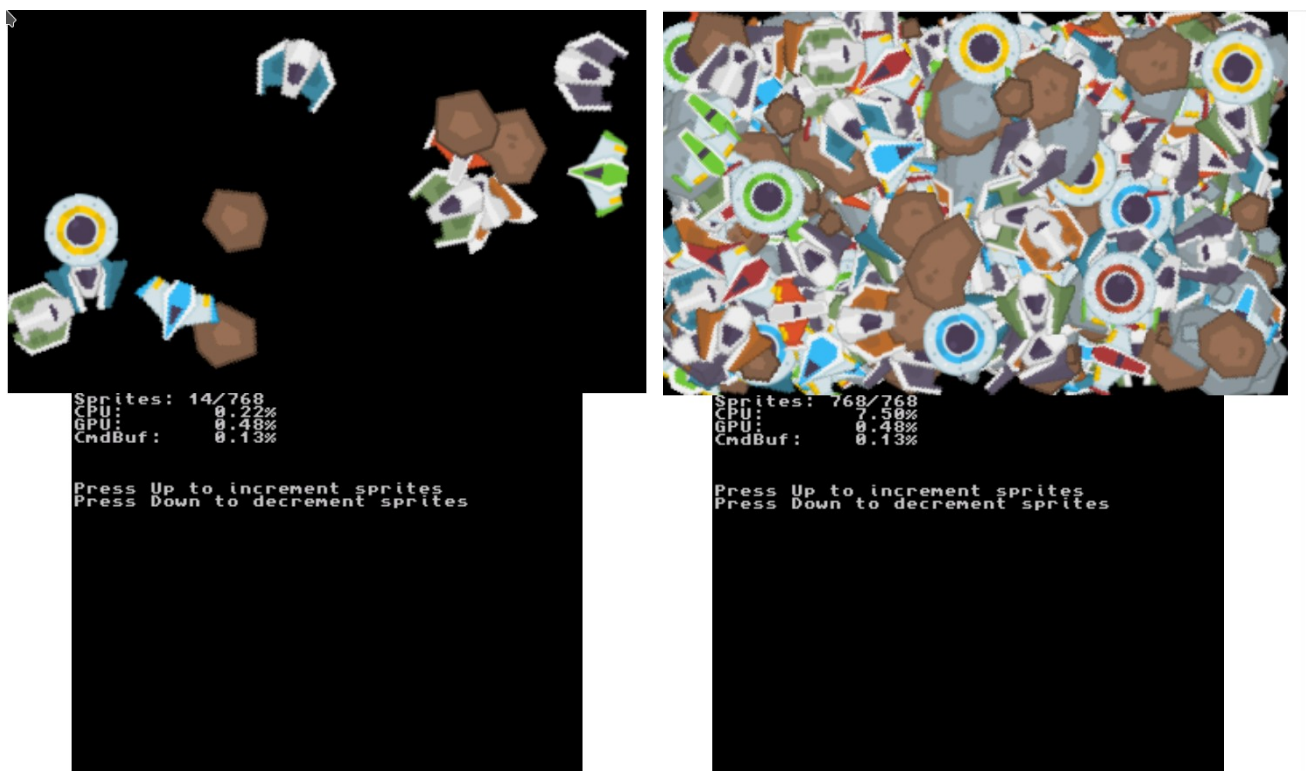 Sprites: 14/768
CPU: 0.22%
GPU: 0.48%
CmdBuf: 0.13%
Press Up to increment sprites
Press Down to decrement sprites
Sprites: 768/768
CPU: 7.50%
GPU: 0.48%
CmdBuf: 0.13%
Press Up to increment sprites
Press Down to decrement sprites